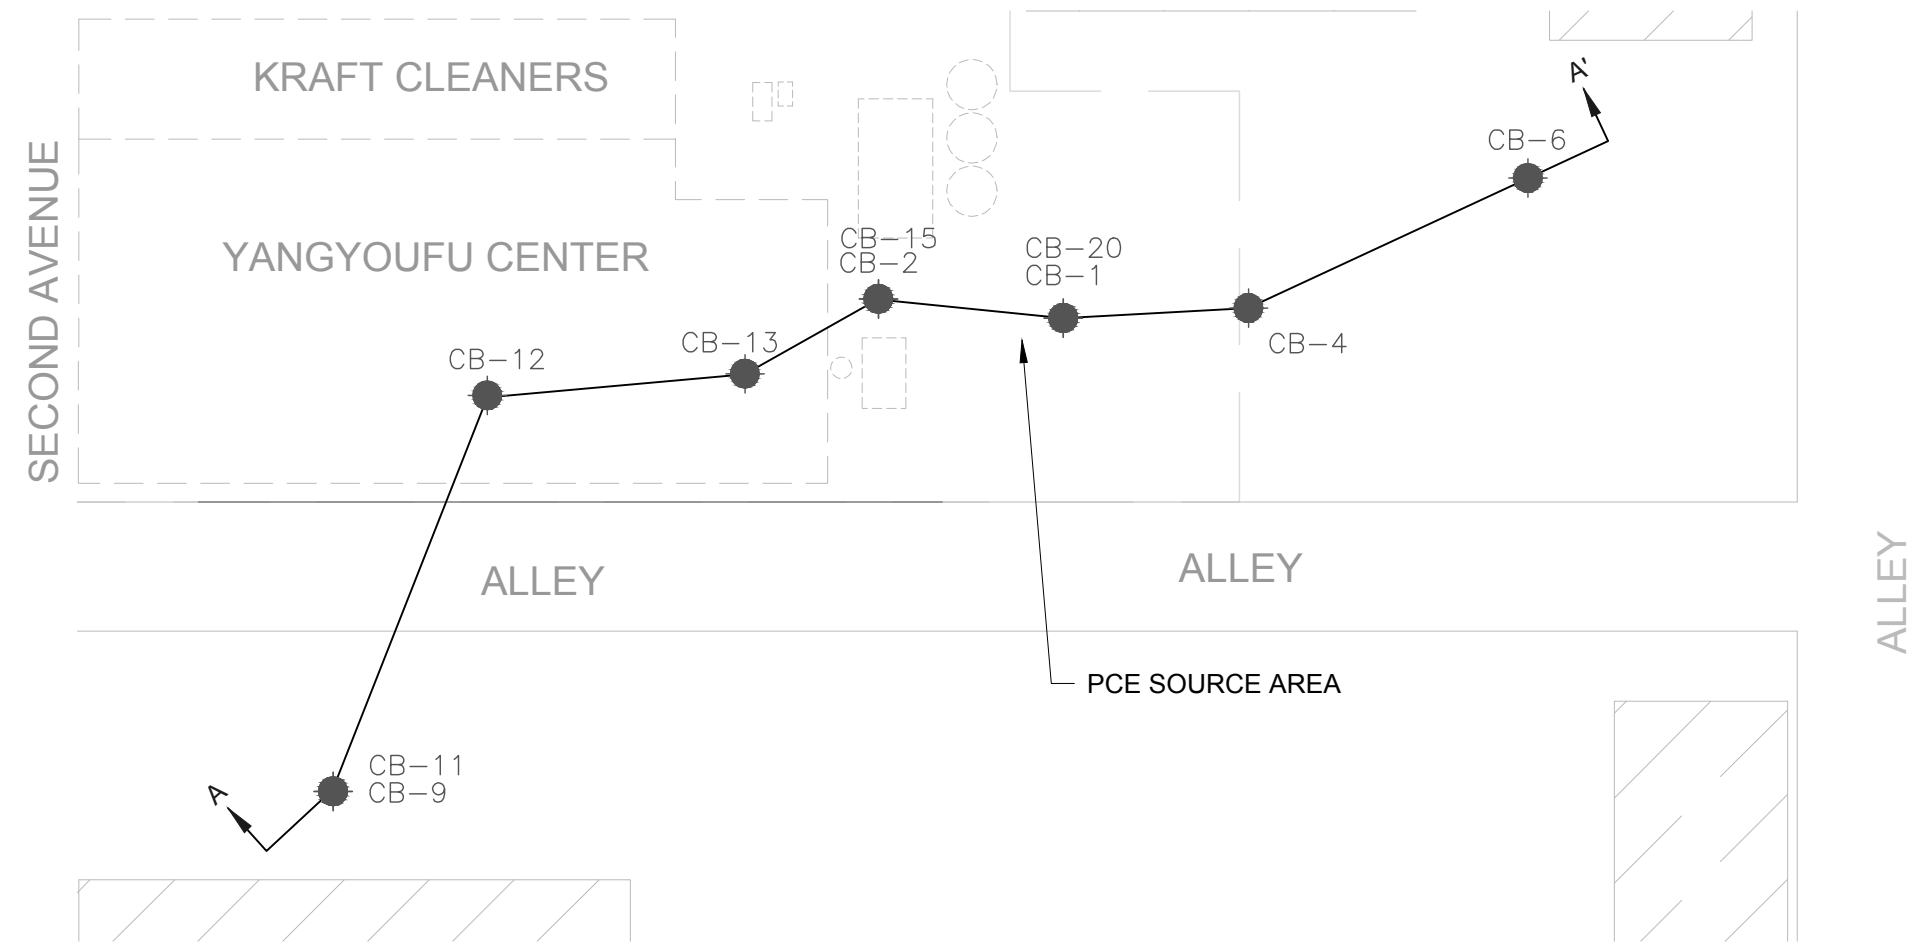 KRAFT CLEANERS
A'
CB-6
SECOND AVENUE
YANGYOUFU CENTER
CB-15
CB-2
CB-20
CB-1
CB-13
CB-4
CB-12
ALLEY
ALLEY
ALLEY
PCE SOURCE AREA
CB-11
CB-9
A